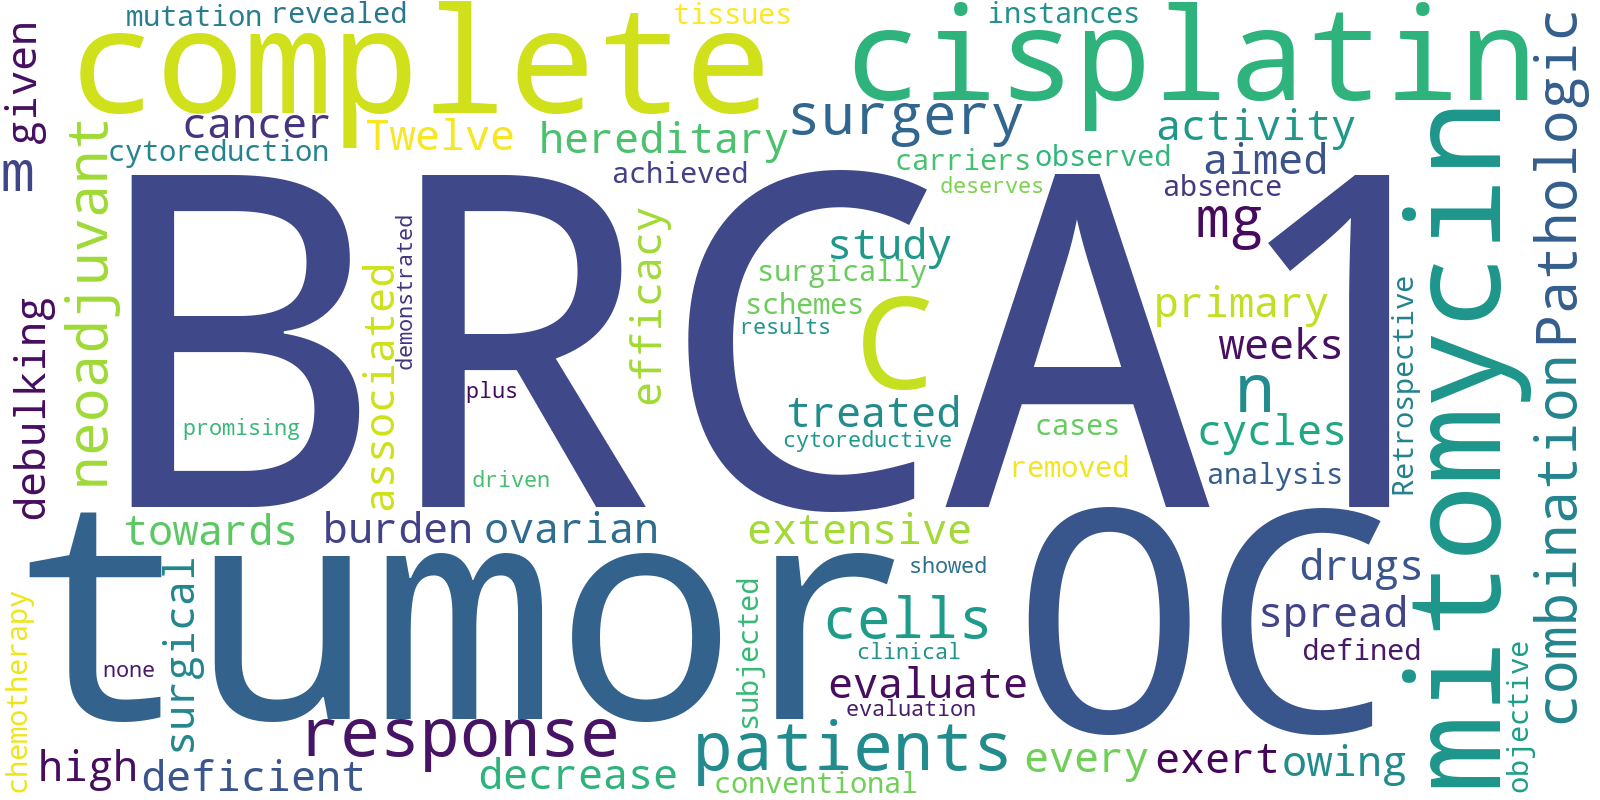 mutation
revealed
tissues
instances
complete
cisplatin
given
m
cancer
Twelve
hereditary
surgery
activity
Pathologic
cytoreduction
achieved
carriers
observed
aimed
deserves
absence
neoadjuvant
BRCA1
mg
mitomycin
efficacy
study
demonstrated
associated
surgically
schemes
c
results
primary
weeks
Retrospective
debulking
plus
n
promising
treated
cases
cycles
cytoreductive
driven
removed
analysis
combination
towards
burden
ovarian
extensive
tumor
OC
showed
drugs
surgical
subjected
cells
spread
chemotherapy
clinical
defined
none
evaluate
evaluation
objective
response
patients
every
exert
owing
high
deficient
decrease
conventional